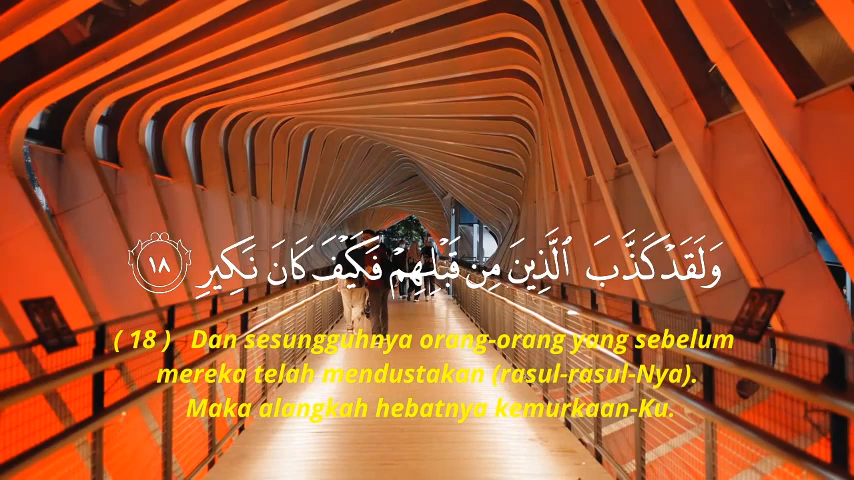 وَلَقَدْ كَذَّبَ ٱلَّذِينَ مِن قَبْلِهِمْ فَكَيْفَ كَانَ نَكِيرِ ١٨
( 18 ) Dan sesungguhnya orang-orang yang sebelum
mereka telah mendustakan (rasul-rasul-Nya).
Maka alangkah hebatnya kemurkaan-Ku.